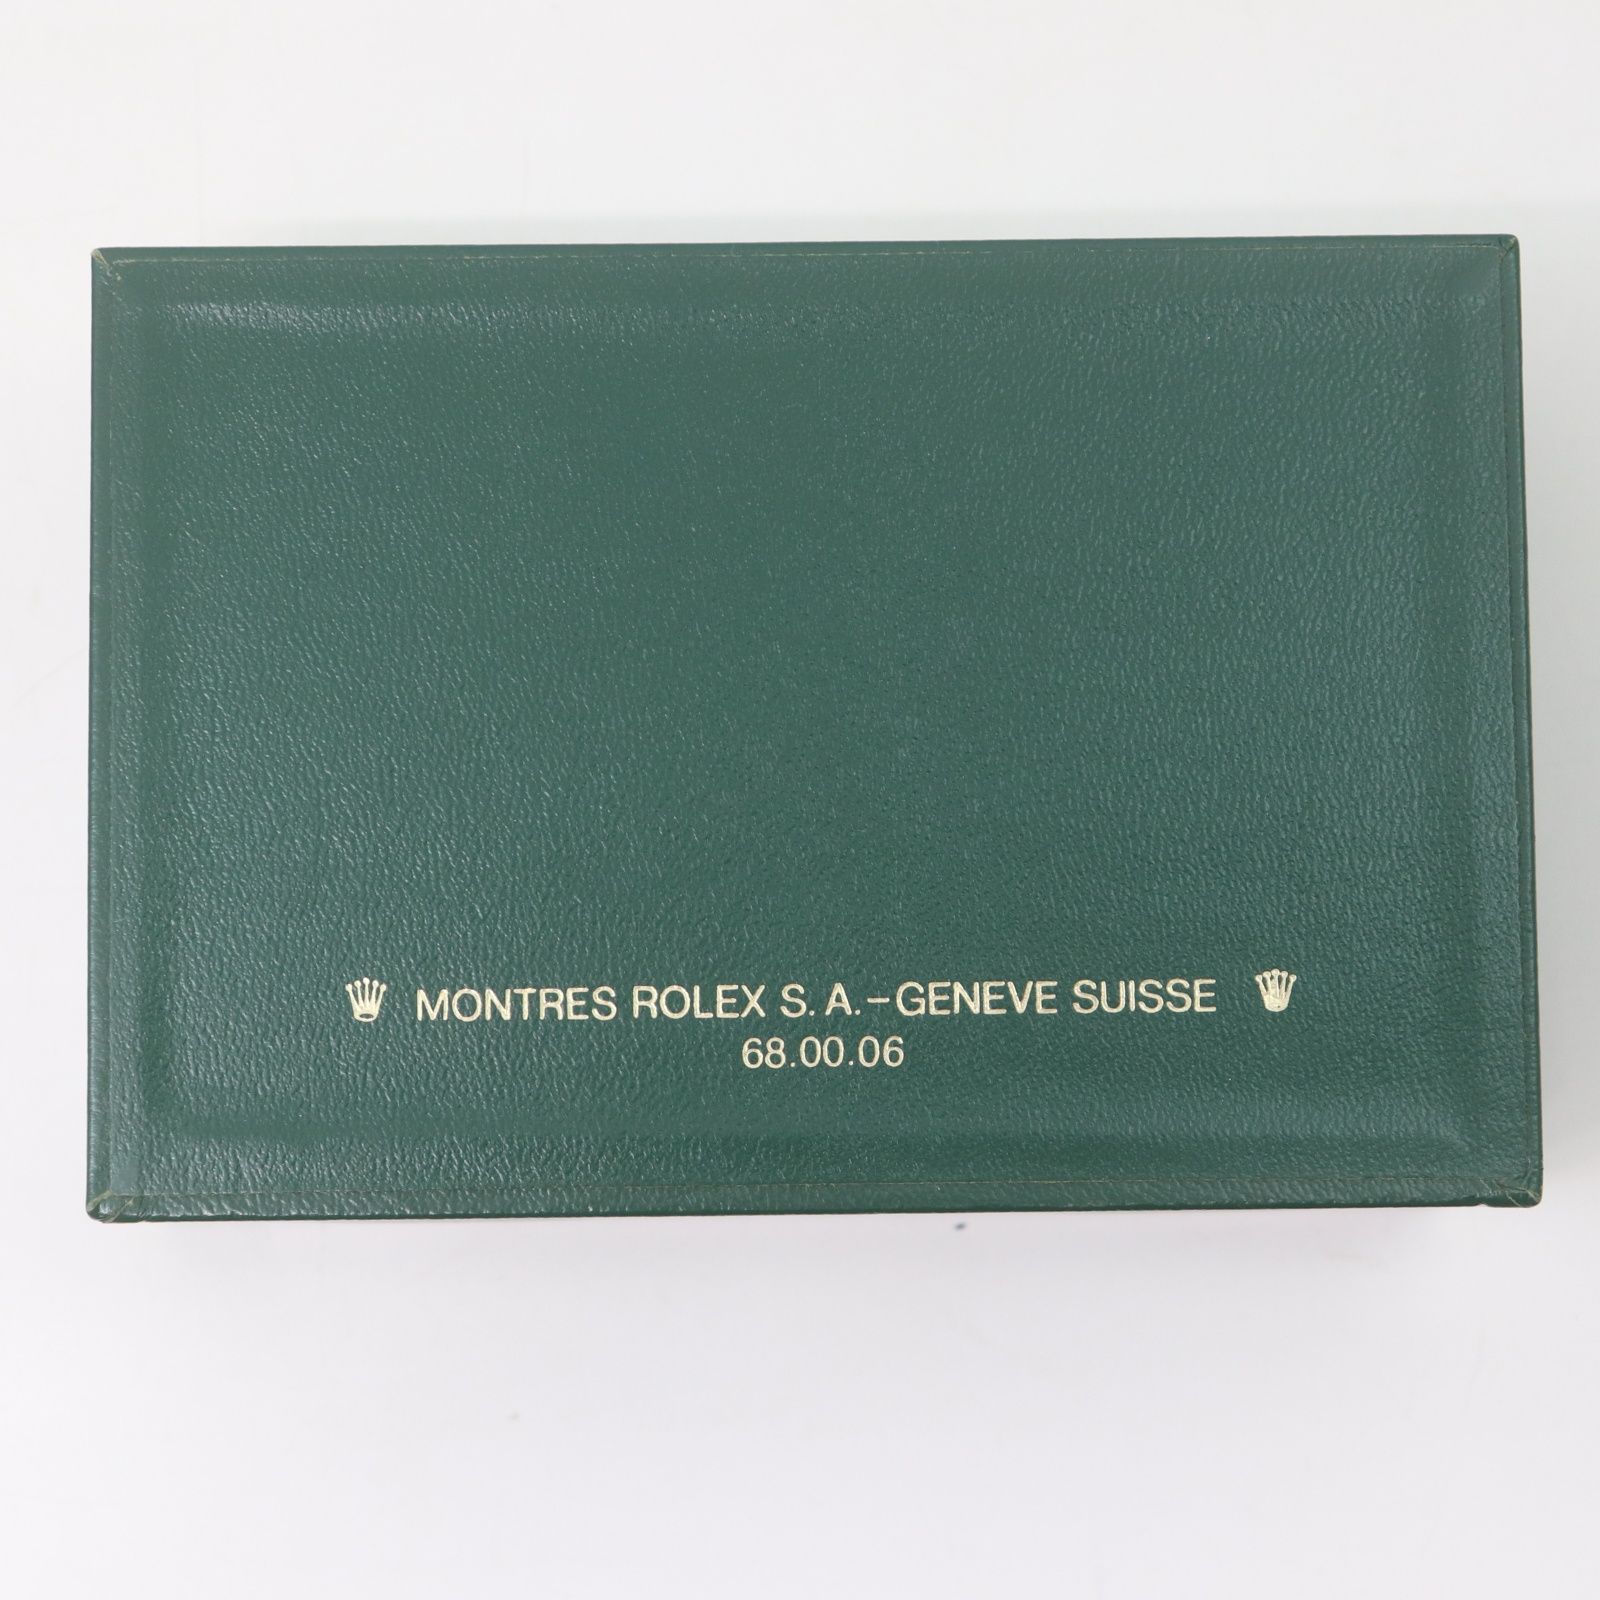 MONTRES ROLEX S.A.-GENEVE SUISSE
68.00.06